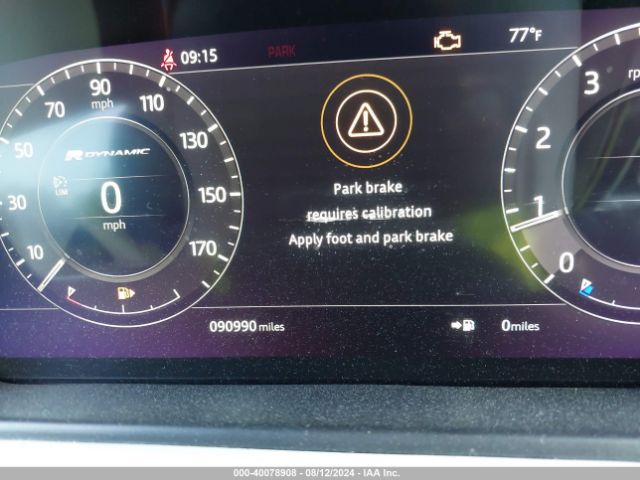 09:15 PARK 77°F
90
mph
70 110
50 130
30 150
10 170
R DYNAMIC
LIM
0
mph
Park brake
requires calibration
Apply foot and park brake
3
2
1
0
090990 miles
0 miles
000-40078908 - 08/12/2024 - IAA Inc.